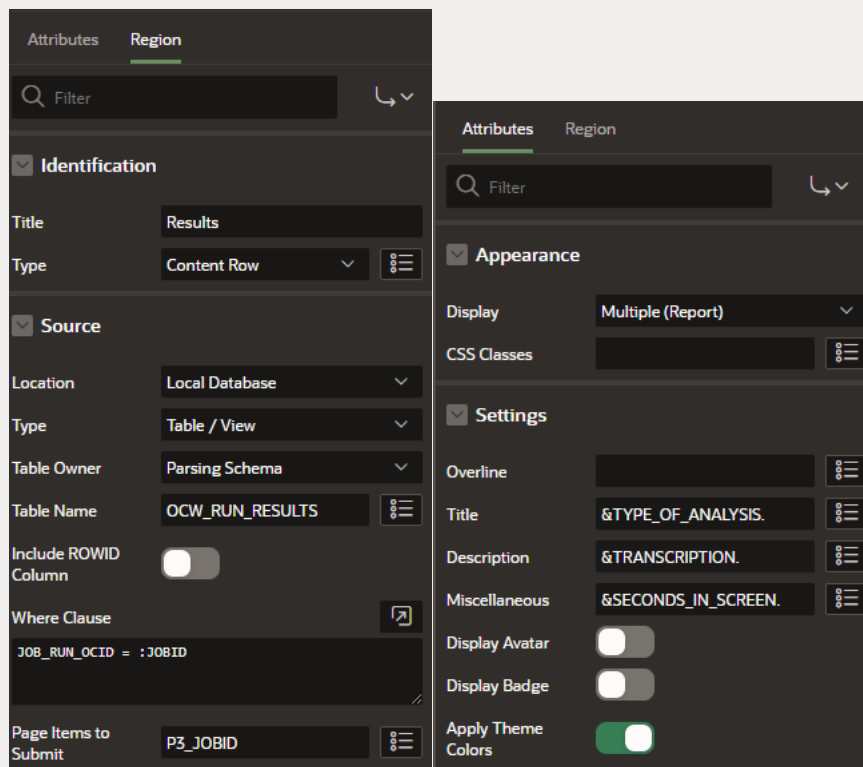 Attributes Region
Filter
Identification
Title Results
Type Content Row
Source
Location Local Database
Type Table / View
Table Owner Parsing Schema
Table Name OCW_RUN_RESULTS
Include ROWID
Column
Where Clause
JOB_RUN_OCID = :JOBID
Page Items to
Submit P3_JOBID
Attributes Region
Filter
Appearance
Display Multiple (Report)
CSS Classes
Settings
Overline
Title &TYPE_OF_ANALYSIS.
Description &TRANSCRIPTION.
Miscellaneous &SECONDS_IN_SCREEN.
Display Avatar
Display Badge
Apply Theme
Colors